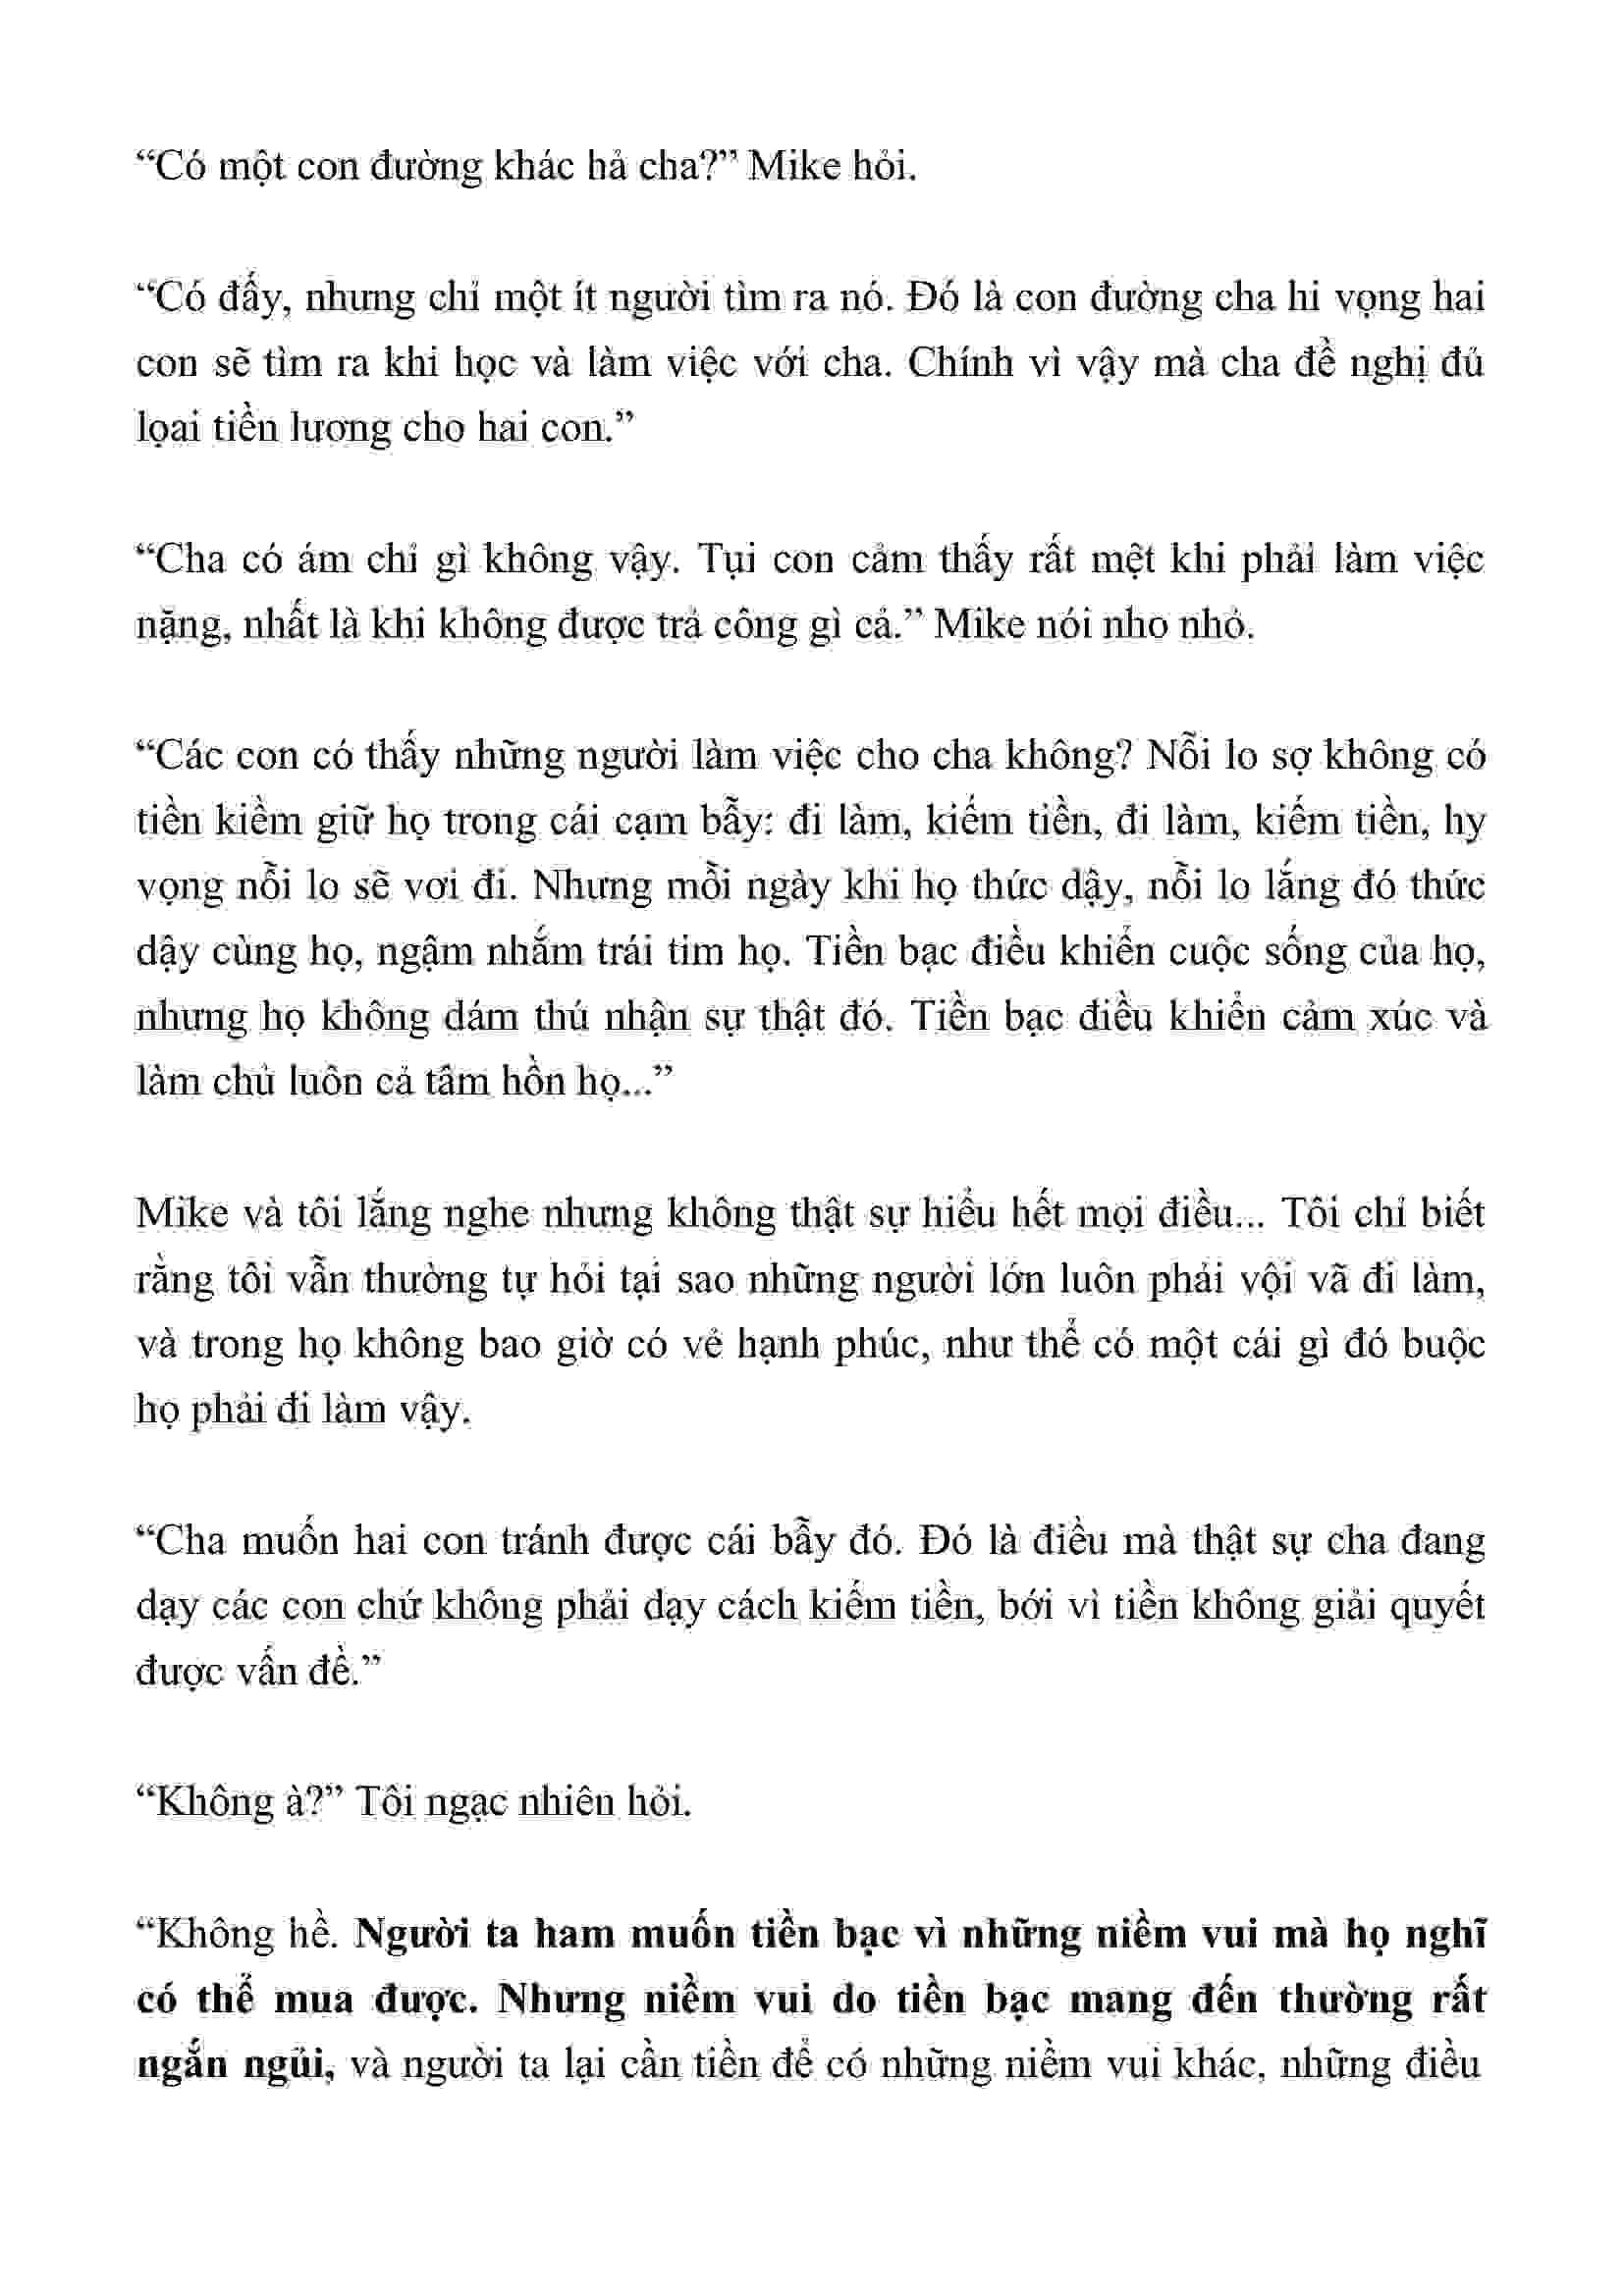 “Có một con đường khác hả cha?” Mike hỏi.
“Có đấy, nhưng chỉ một ít người tìm ra nó. Đó là con đường cha hi vọng hai
con sẽ tìm ra khi học và làm việc với cha. Chính vì vậy mà cha đề nghị đủ
lọai tiền lương cho hai con.”
“Cha có ám chỉ gì không vậy. Tụi con cảm thấy rất mệt khi phải làm việc
nặng, nhất là khi không được trả công gì cả.” Mike nói nho nhỏ.
“Các con có thấy những người làm việc cho cha không? Nỗi lo sợ không có
tiền kiềm giữ họ trong cái cạm bẫy: đi làm, kiếm tiền, đi làm, kiếm tiền, hy
vọng nỗi lo sẽ vơi đi. Nhưng mỗi ngày khi họ thức dậy, nỗi lo lắng đó thức
dậy cùng họ, ngậm nhắm trái tim họ. Tiền bạc điều khiển cuộc sống của họ,
nhưng họ không dám thú nhận sự thật đó. Tiền bạc điều khiển cảm xúc và
làm chủ luôn cả tâm hồn họ...”
Mike và tôi lắng nghe nhưng không thật sự hiểu hết mọi điều... Tôi chỉ biết
rằng tôi vẫn thường tự hỏi tại sao những người lớn luôn phải vội vã đi làm,
và trong họ không bao giờ có vẻ hạnh phúc, như thể có một cái gì đó buộc
họ phải đi làm vậy.
“Cha muốn hai con tránh được cái bẫy đó. Đó là điều mà thật sự cha đang
dạy các con chứ không phải dạy cách kiếm tiền, bởi vì tiền không giải quyết
được vấn đề.”
“Không à?” Tôi ngạc nhiên hỏi.
“Không hề. Người ta ham muốn tiền bạc vì những niềm vui mà họ nghĩ
có thể mua được. Nhưng niềm vui do tiền bạc mang đến thường rất
ngắn ngủi, và người ta lại cần tiền để có những niềm vui khác, những điều